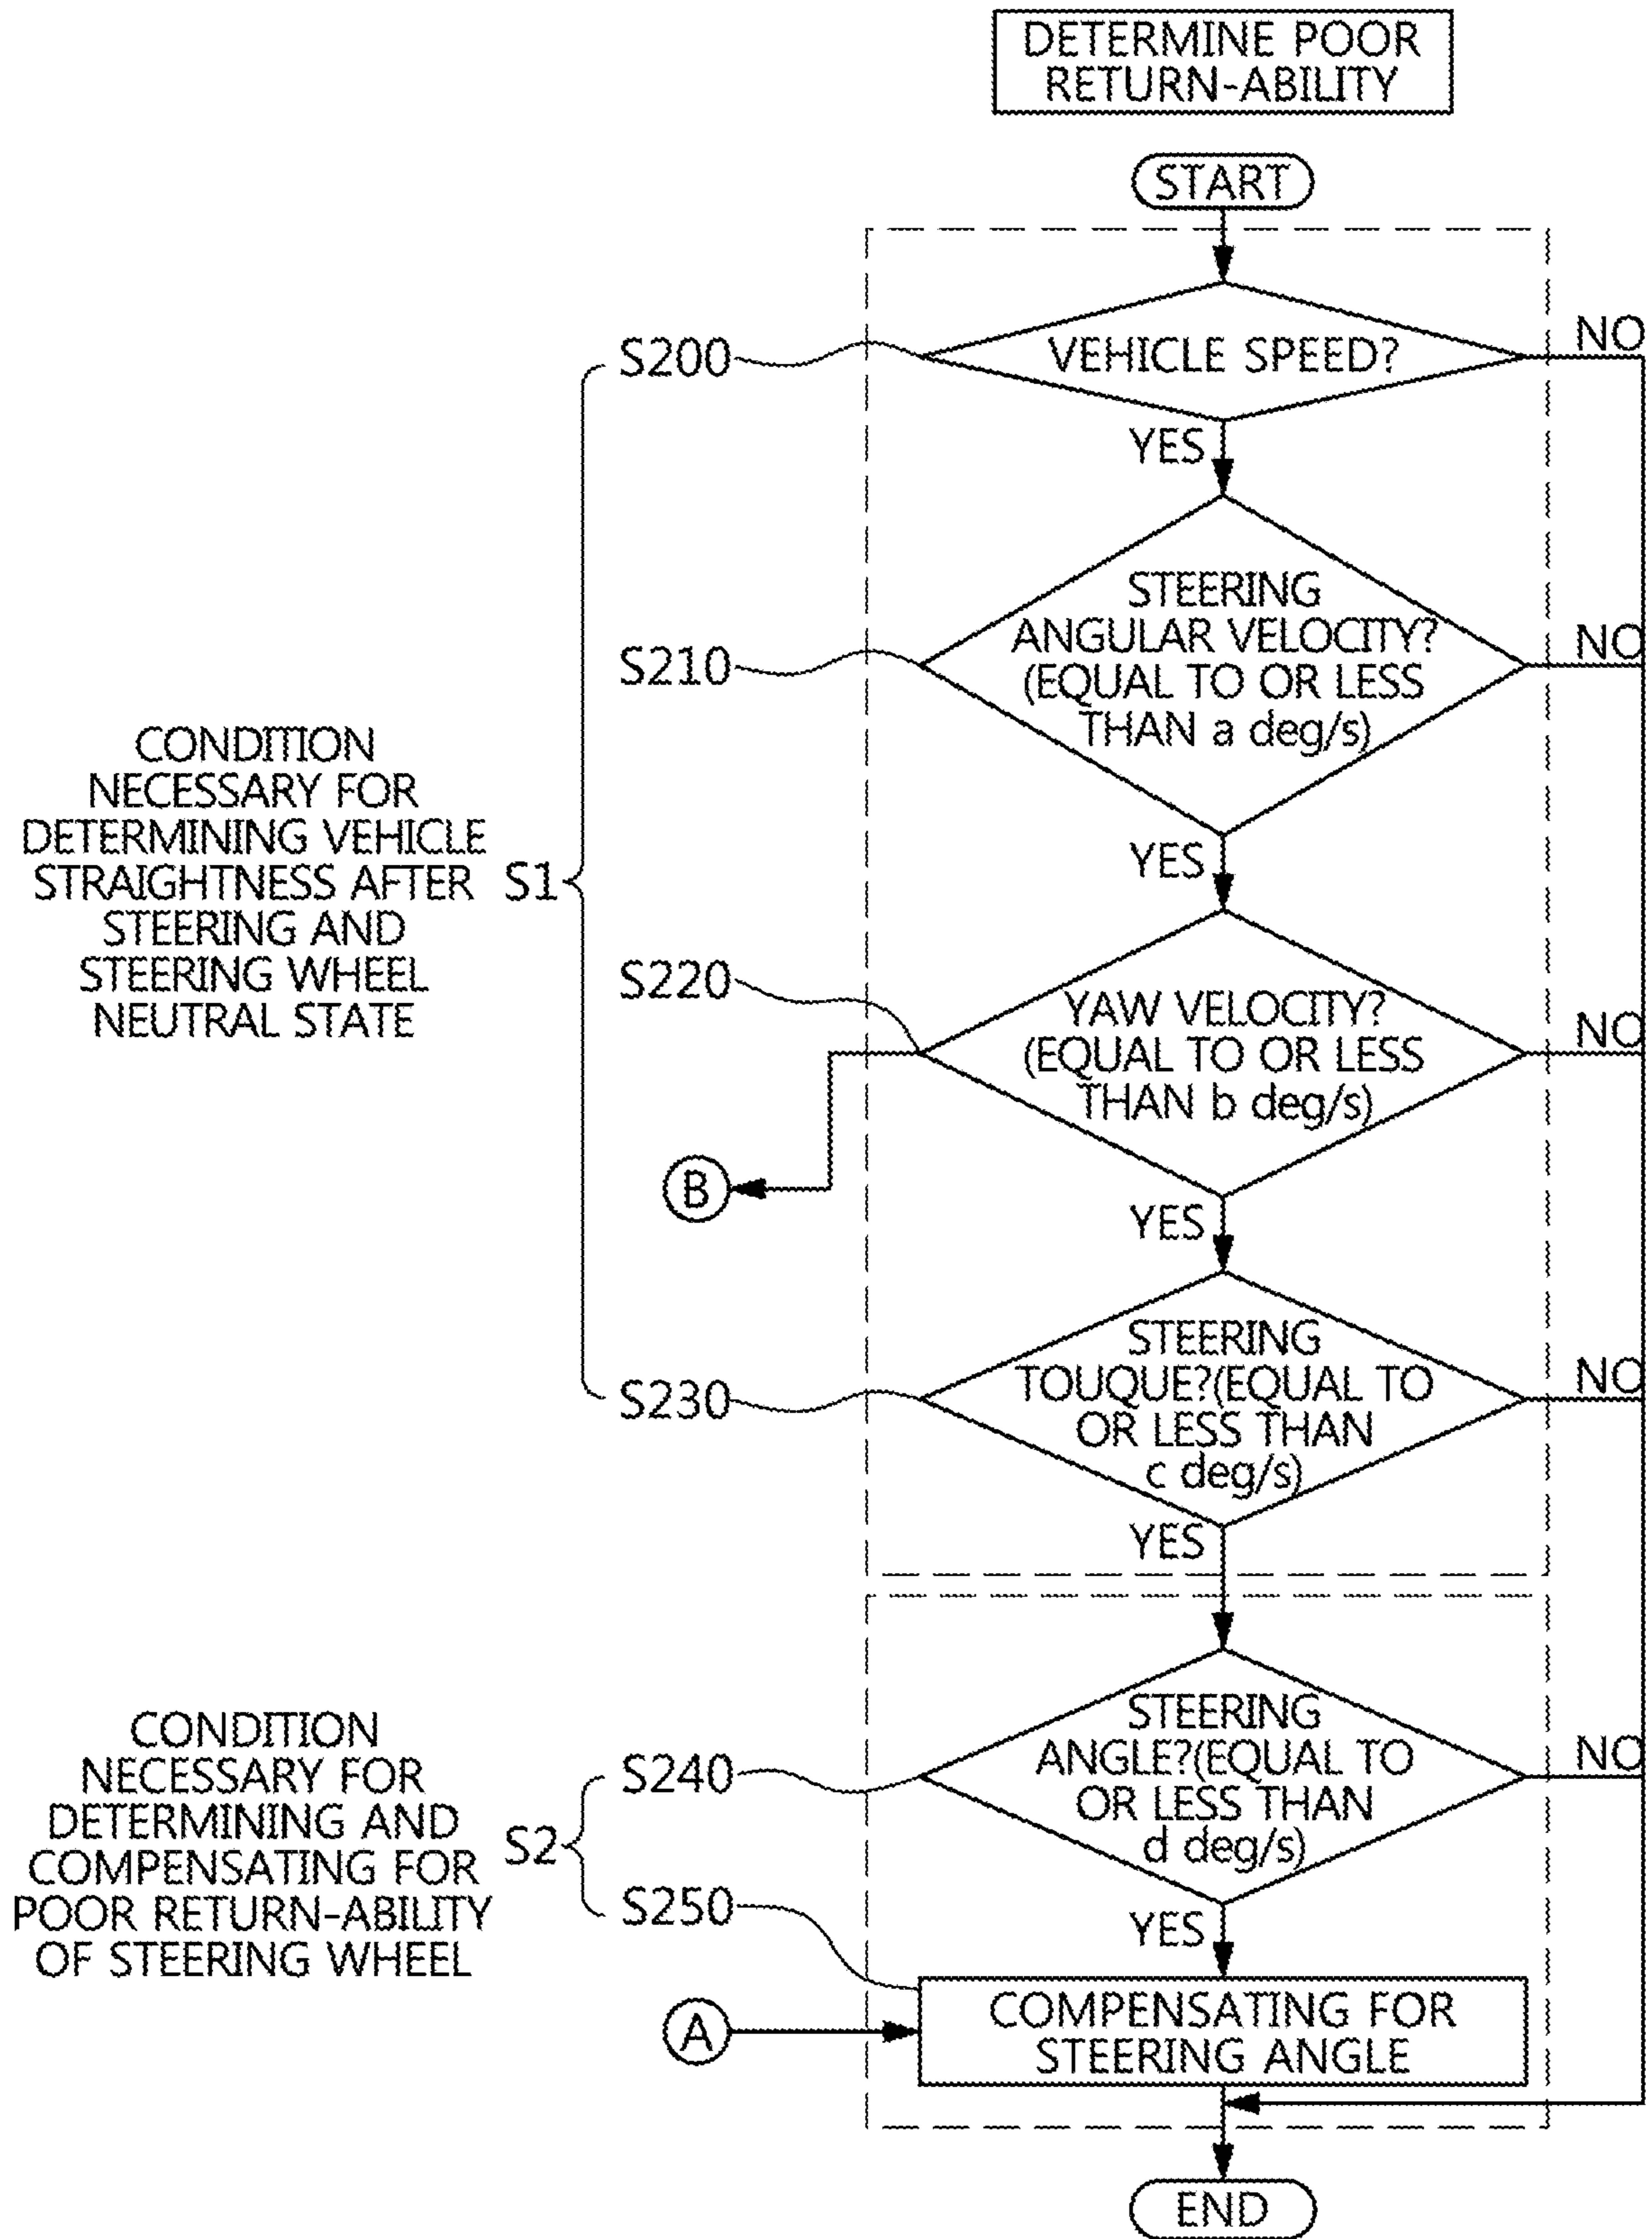 DETERMINE POOR
RETURN-ABILITY
START
S200
VEHICLE SPEED?
NO
YES
S210
STEERING
ANGULAR VELOCITY?
(EQUAL TO OR LESS
THAN a deg/s)
NO
YES
CONDITION
NECESSARY FOR
DETERMINING VEHICLE
STRAIGHTNESS AFTER
STEERING AND
STEERING WHEEL
NEUTRAL STATE
S1
S220
YAW VELOCITY?
(EQUAL TO OR LESS
THAN b deg/s)
NO
B
YES
S230
STEERING
TOUQUE?(EQUAL TO
OR LESS THAN
c deg/s)
NO
YES
CONDITION
NECESSARY FOR
DETERMINING AND
COMPENSATING FOR
POOR RETURN-ABILITY
OF STEERING WHEEL
S2
S240
STEERING
ANGLE?(EQUAL TO
OR LESS THAN
d deg/s)
NO
YES
S250
A
COMPENSATING FOR
STEERING ANGLE
END